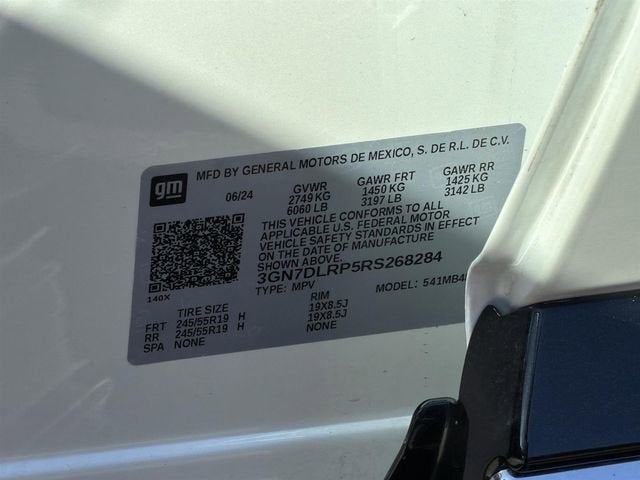 MFD BY GENERAL MOTORS DE MEXICO, S. DE R.L. DE C.V.
gm
06/24
GVWR
2749 KG
6060 LB
GAWR FRT
1450 KG
3197 LB
GAWR RR
1425 KG
3142 LB
THIS VEHICLE CONFORMS TO ALL
APPLICABLE U.S. FEDERAL MOTOR
VEHICLE SAFETY STANDARDS IN EFFECT
ON THE DATE OF MANUFACTURE
SHOWN ABOVE.
3GN7DLRP5RS268284
TYPE: MPV
MODEL: 541MB4
140X
TIRE SIZE
RIM
FRT 245/55R19 H 19X8.5J
RR 245/55R19 H 19X8.5J
SPA NONE NONE